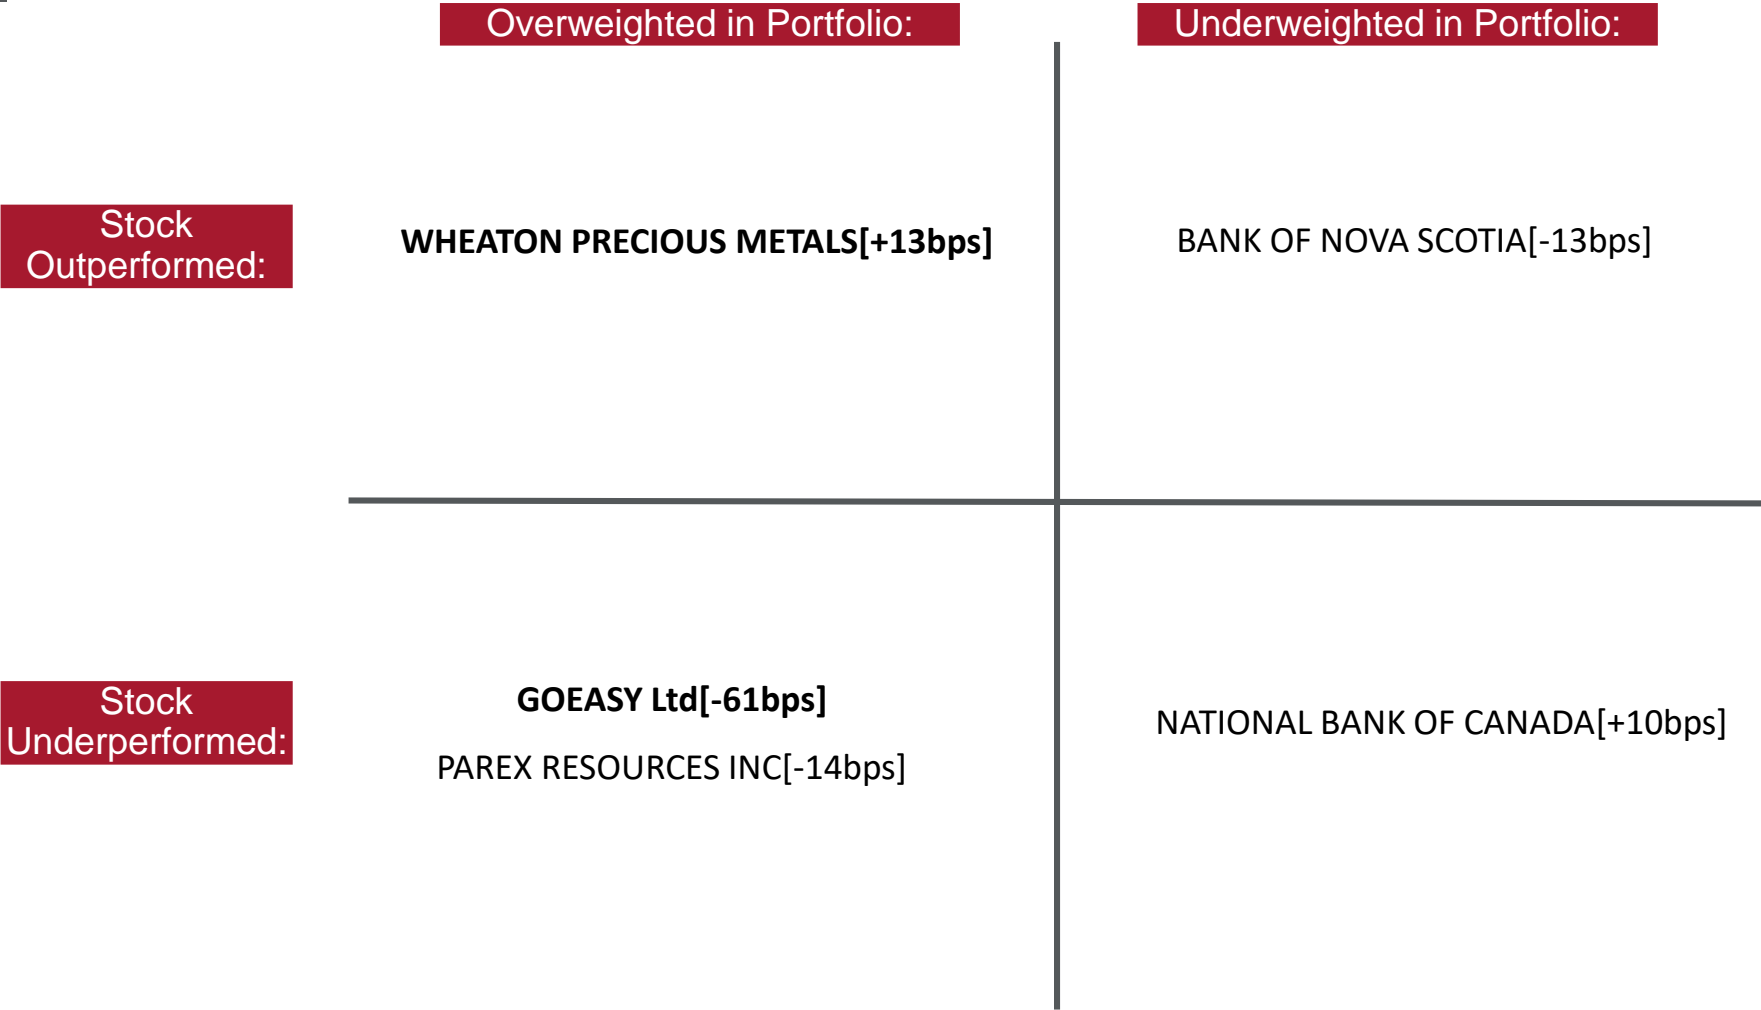 Overweighted in Portfolio:
Underweighted in Portfolio:
Stock
Outperformed:
WHEATON PRECIOUS METALS[+13bps]
BANK OF NOVA SCOTIA[-13bps]
Stock
Underperformed:
GOEASY Ltd[-61bps]
PAREX RESOURCES INC[-14bps]
NATIONAL BANK OF CANADA[+10bps]